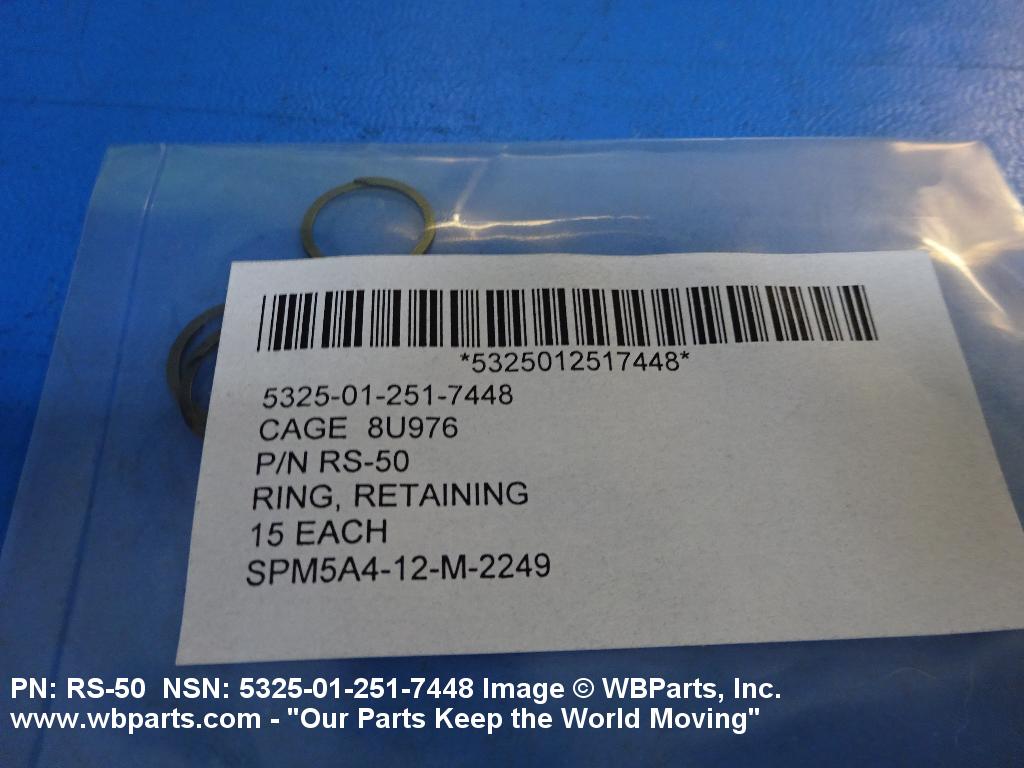 *5325012517448*
5325-01-251-7448
CAGE 8U976
P/N RS-50
RING, RETAINING
15 EACH
SPM5A4-12-M-2249
PN: RS-50 NSN: 5325-01-251-7448 Image © WBParts, Inc.
www.wbparts.com - "Our Parts Keep the World Moving"